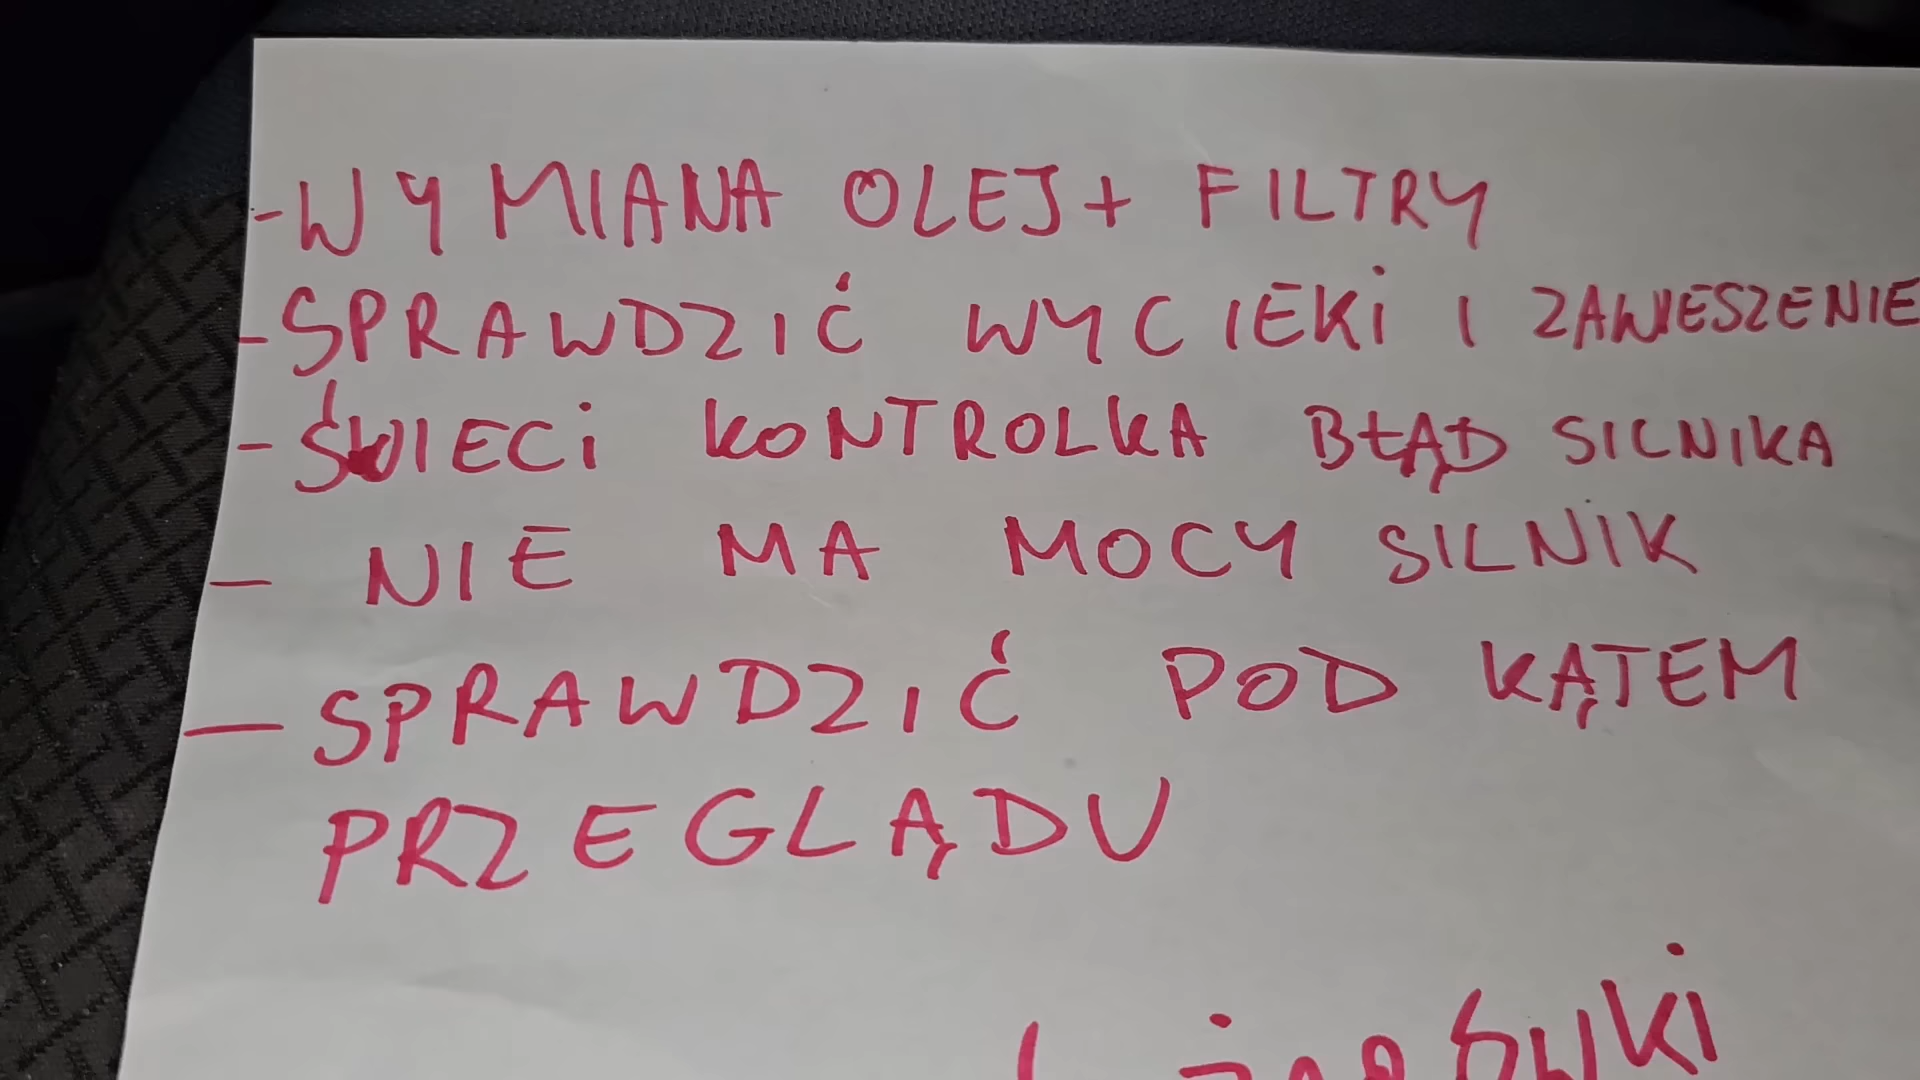 - WYMIANA OLEJ + FILTRY
- SPRAWDZIĆ WYCIEKI I ZAWIESZENIE
- ŚWIECI KONTROLKA BŁĄD SILNIKA
- NIE MA MOCY SILNIK
- SPRAWDZIĆ POD KĄTEM
PRZEGLĄDU